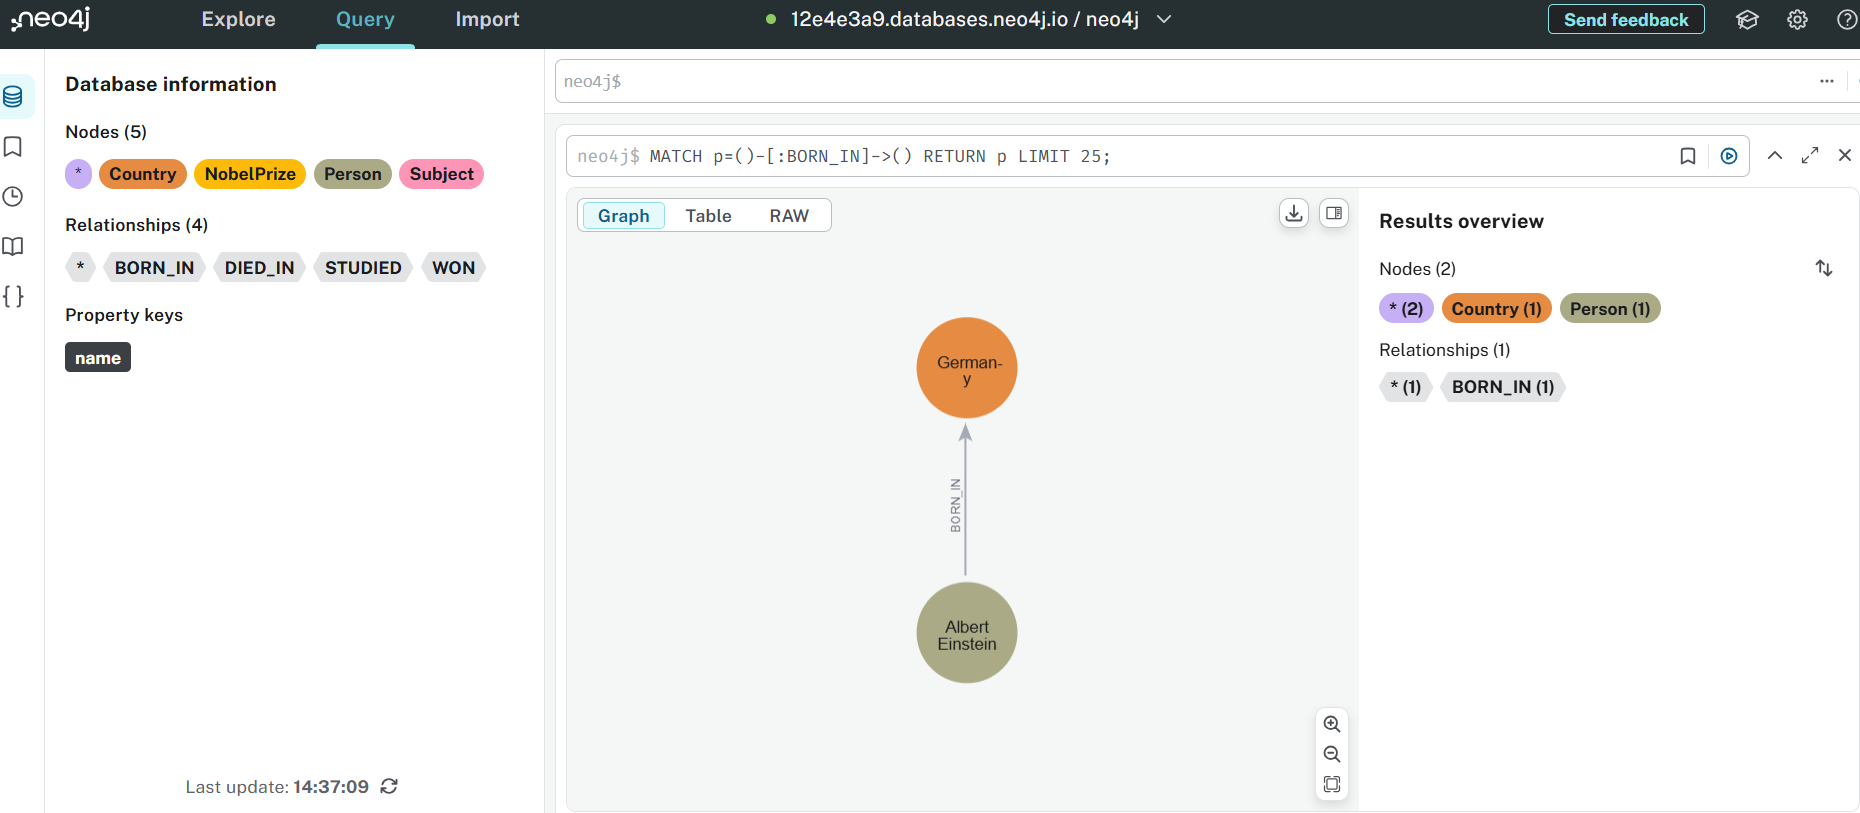 neo4j
Explore
Query
Import
12e4e3a9.databases.neo4j.io / neo4j
Send feedback
Database information
Nodes (5)
* Country NobelPrize Person Subject
Relationships (4)
* BORN_IN DIED_IN STUDIED WON
Property keys
name
Last update: 14:37:09
neo4j$
neo4j$ MATCH p=()-[:BORN_IN]->() RETURN p LIMIT 25;
Graph Table RAW
German-
y
BORN_IN
Albert
Einstein
Results overview
Nodes (2)
* (2) Country (1) Person (1)
Relationships (1)
* (1) BORN_IN (1)